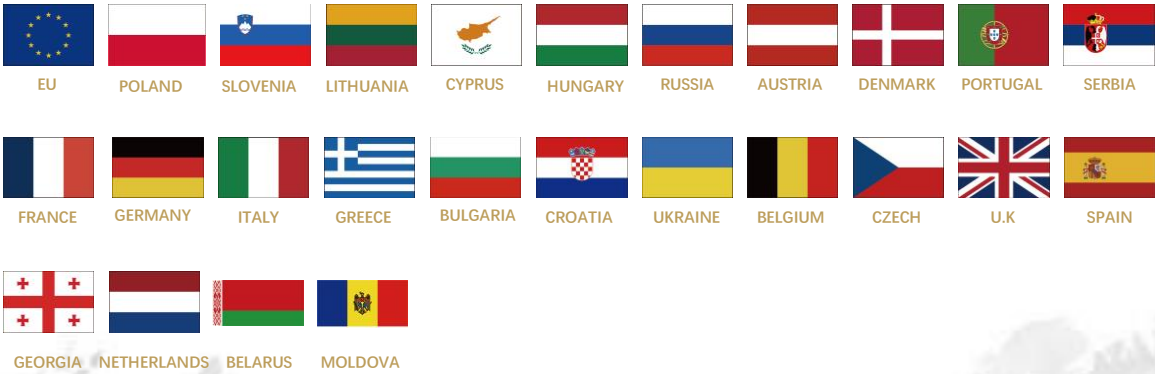 EU POLAND SLOVENIA LITHUANIA CYPRUS HUNGARY RUSSIA AUSTRIA DENMARK PORTUGAL SERBIA
FRANCE GERMANY ITALY GREECE BULGARIA CROATIA UKRAINE BELGIUM CZECH U.K SPAIN
GEORGIA NETHERLANDS BELARUS MOLDOVA